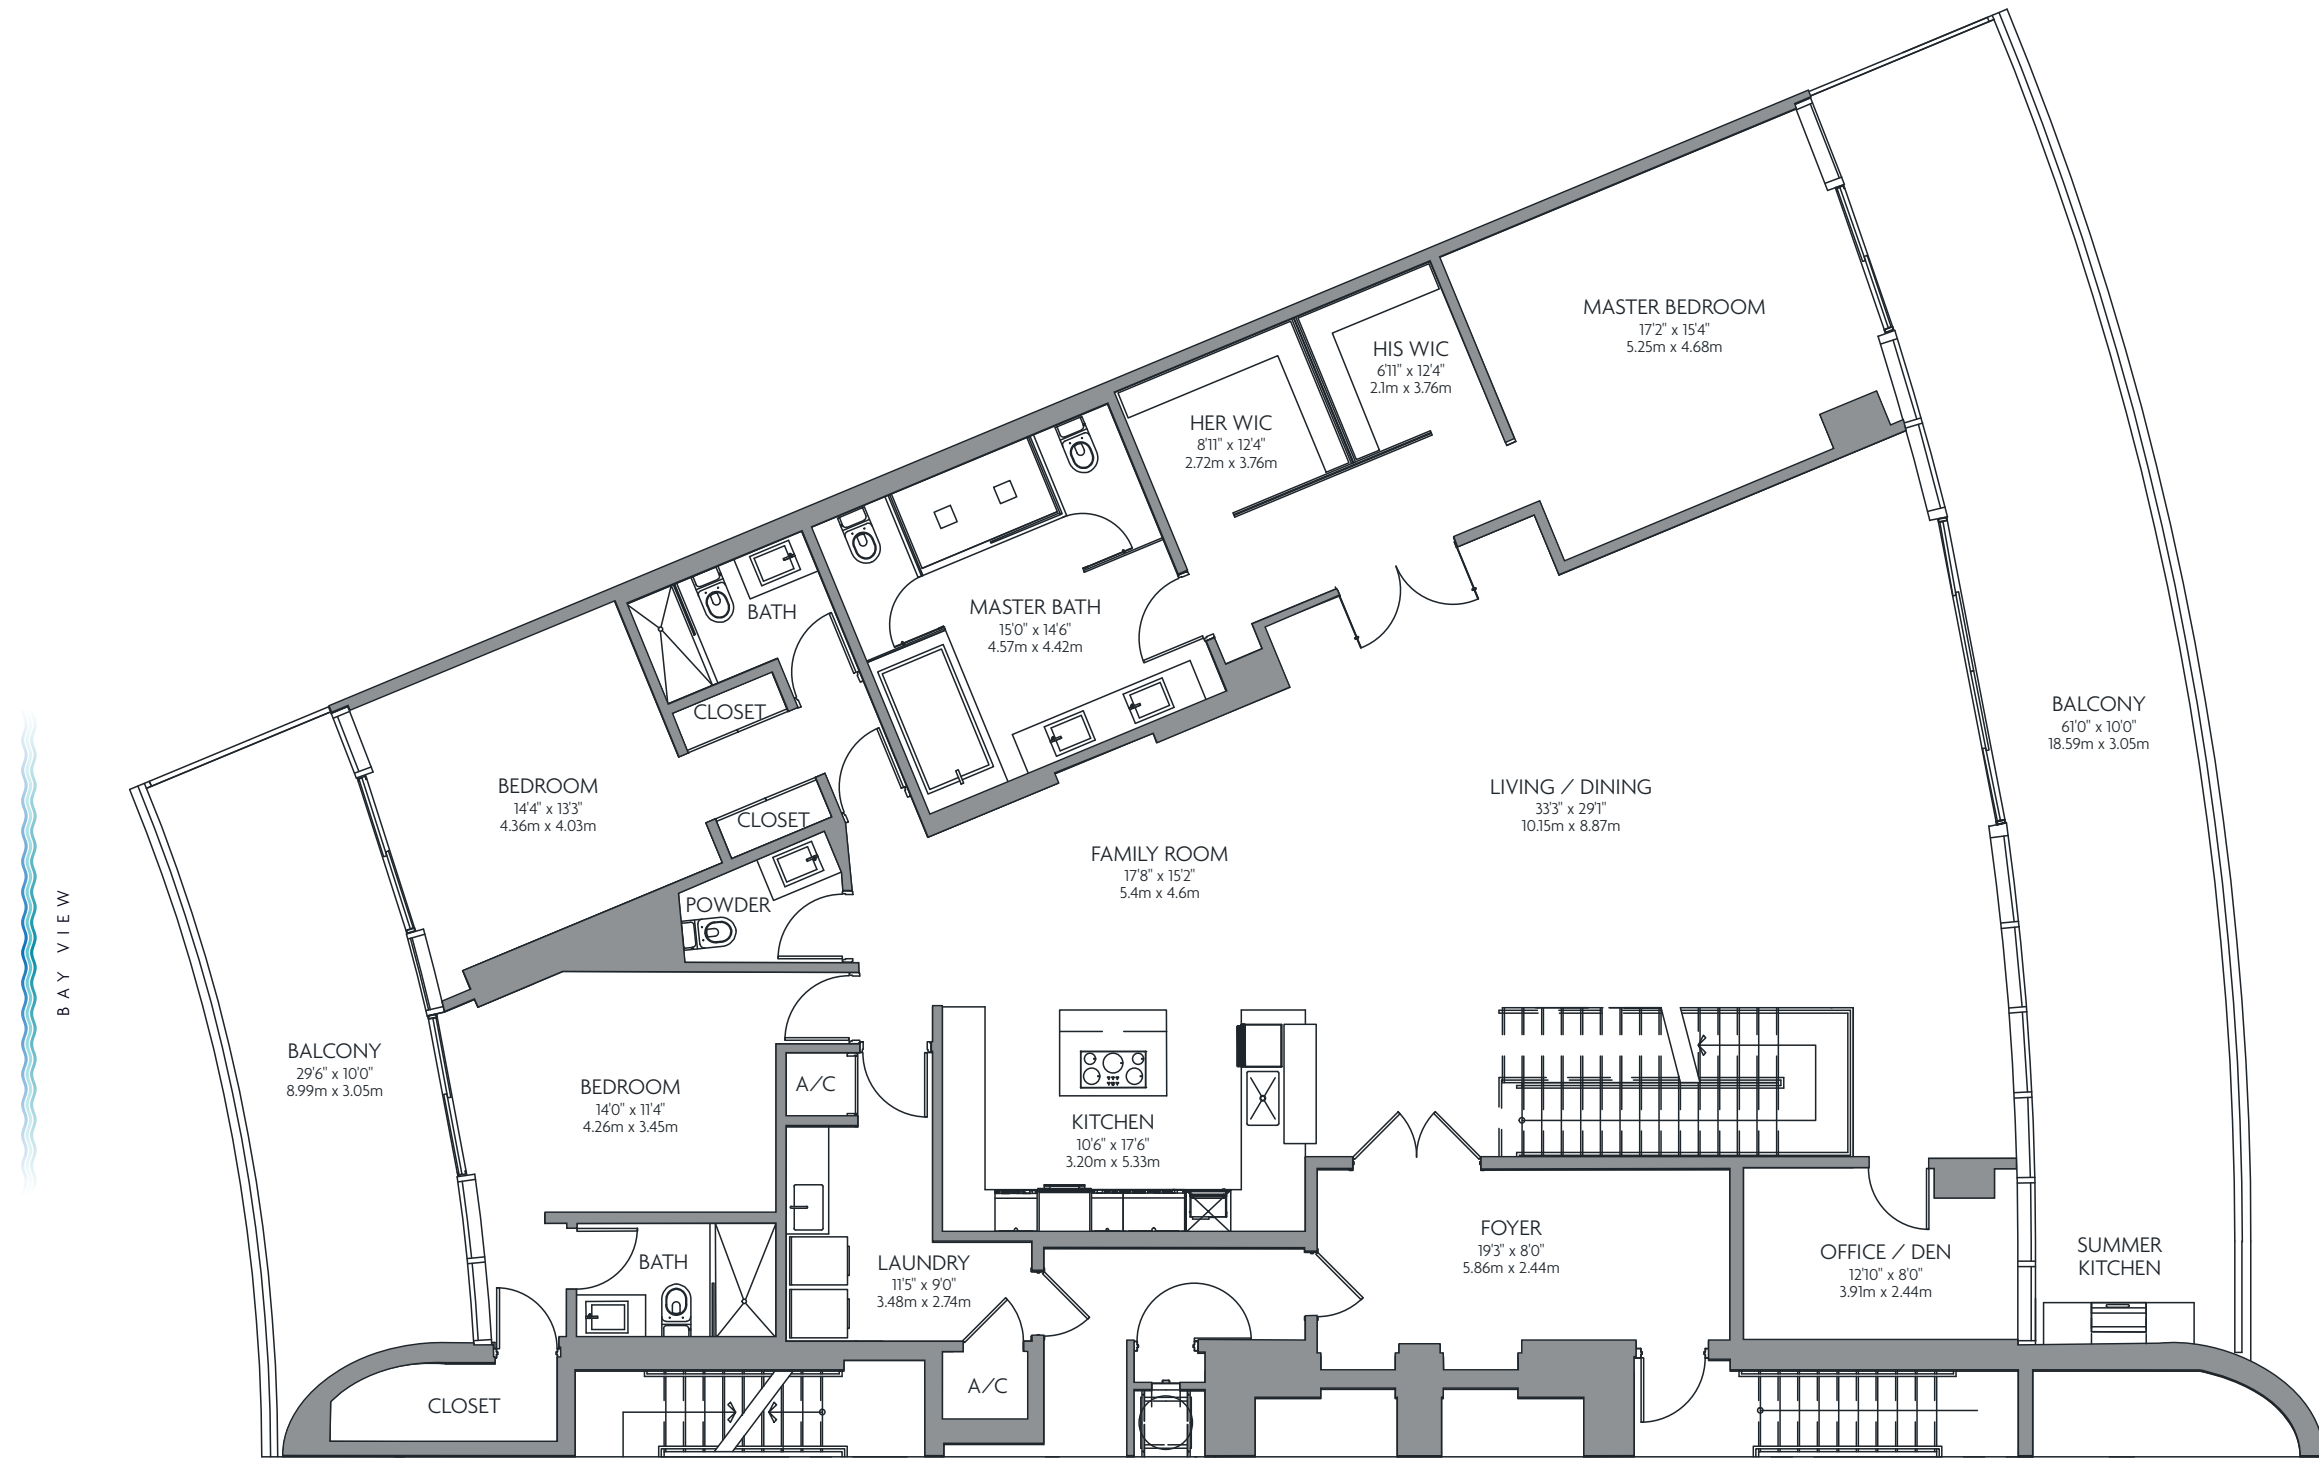 MASTER BEDROOM
17'2" x 15'4"
5.25m x 4.68m
HIS WIC
6'11" x 12'4"
2.1m x 3.76m
HER WIC
8'11" x 12'4"
2.72m x 3.76m
BATH
MASTER BATH
15'0" x 14'6"
4.57m x 4.42m
CLOSET
BEDROOM
14'4" x 13'3"
4.36m x 4.03m
CLOSET
POWDER
FAMILY ROOM
17'8" x 15'2"
5.4m x 4.6m
LIVING / DINING
33'3" x 29'1"
10.15m x 8.87m
BALCONY
61'0" x 10'0"
18.59m x 3.05m
BAY VIEW
BALCONY
29'6" x 10'0"
8.99m x 3.05m
BEDROOM
14'0" x 11'4"
4.26m x 3.45m
A/C
KITCHEN
10'6" x 17'6"
3.20m x 5.33m
BATH
LAUNDRY
11'5" x 9'0"
3.48m x 2.74m
FOYER
19'3" x 8'0"
5.86m x 2.44m
OFFICE / DEN
12'10" x 8'0"
3.91m x 2.44m
SUMMER
KITCHEN
CLOSET
A/C